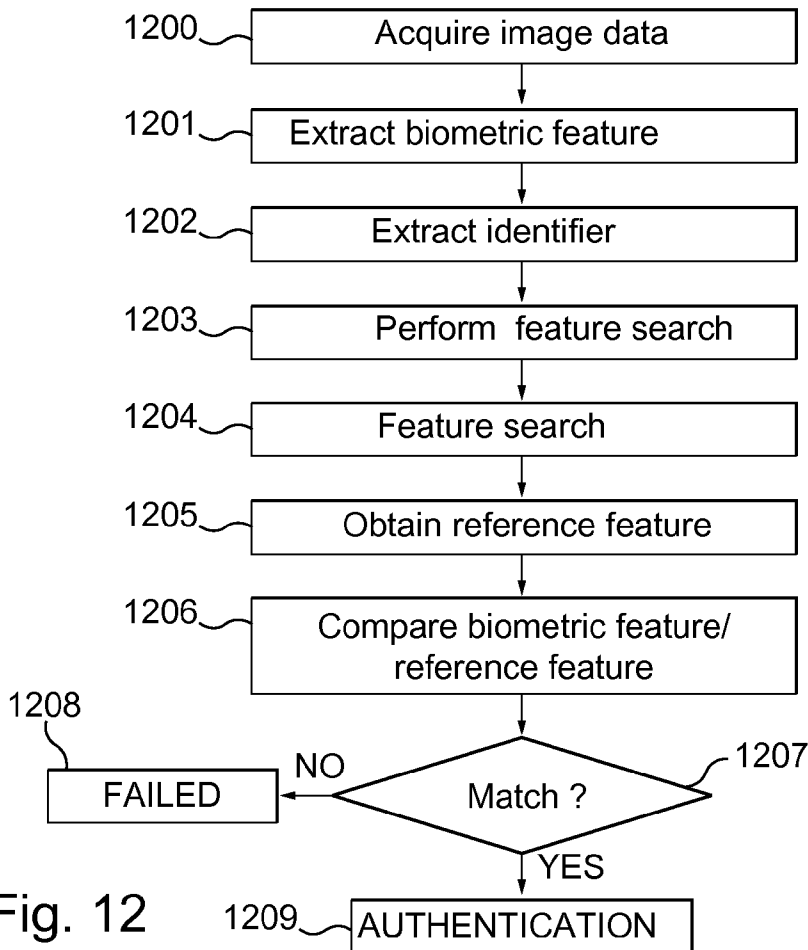 1200 Acquire image data
1201 Extract biometric feature
1202 Extract identifier
1203 Perform feature search
1204 Feature search
1205 Obtain reference feature
1206 Compare biometric feature/
reference feature
1208
1207
NO
FAILED
Match ?
YES
Fig. 12
1209 AUTHENTICATION